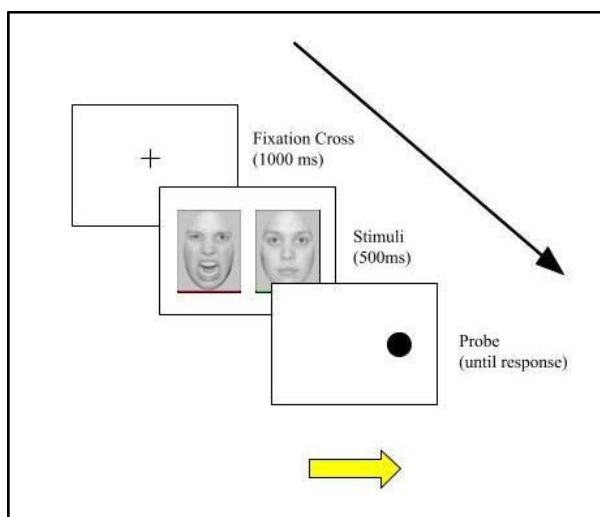 Fixation Cross
(1000 ms)
Stimuli
(500ms)
Probe
(until response)